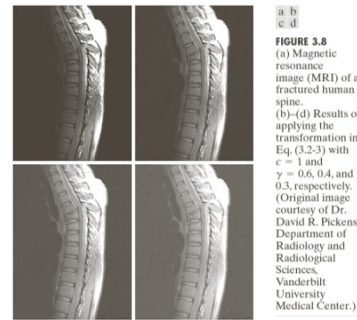 a b
c d
FIGURE 3.8
(a) Magnetic
resonance
image (MRI) of a
fractured human
spine.
(b)–(d) Results of
applying the
transformation in
Eq. (3.2-3) with
c = 1 and
γ = 0.6, 0.4, and
0.3, respectively.
(Original image
courtesy of Dr.
David R. Pickens,
Department of
Radiology and
Radiological
Sciences,
Vanderbilt
University
Medical Center.)